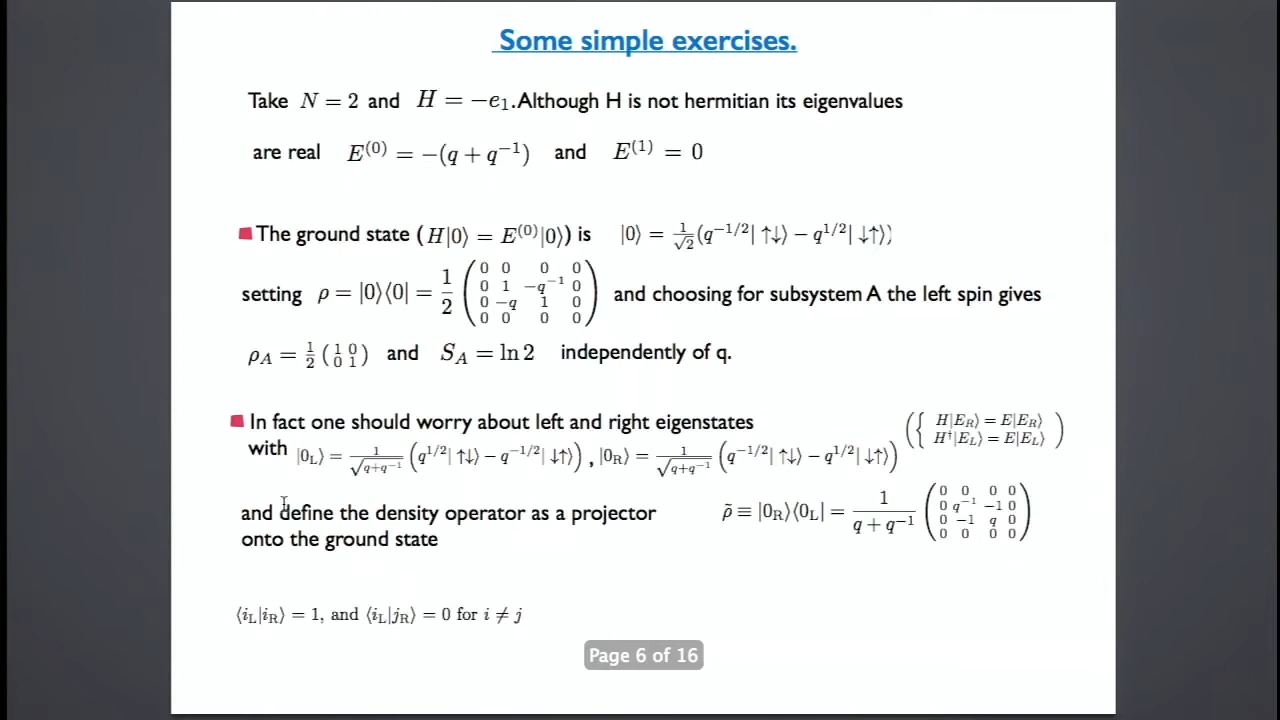 Some simple exercises.
Take N = 2 and H = −e₁. Although H is not hermitian its eigenvalues
are real E⁽⁰⁾ = −(q + q⁻¹) and E⁽¹⁾ = 0
The ground state ( H|0⟩ = E⁽⁰⁾|0⟩) is |0⟩ = 1/√2 (q^{−1/2}| ↑↓⟩ − q^{1/2}| ↓↑⟩)
setting ρ = |0⟩⟨0| = 1/2 ( 0 0 0 0 ; 0 1 −q⁻¹ 0 ; 0 −q 1 0 ; 0 0 0 0 ) and choosing for subsystem A the left spin gives
ρ_A = 1/2 ( 1 0 ; 0 1 ) and S_A = ln 2 independently of q.
In fact one should worry about left and right eigenstates ( { H|E_R⟩ = E|E_R⟩ ; H†|E_L⟩ = E|E_L⟩ )
with |0_L⟩ = 1/√(q+q⁻¹) (q^{1/2}| ↑↓⟩ − q^{−1/2}| ↓↑⟩) , |0_R⟩ = 1/√(q+q⁻¹) (q^{−1/2}| ↑↓⟩ − q^{1/2}| ↓↑⟩)
and define the density operator as a projector ρ̃ ≡ |0_R⟩⟨0_L| = 1/(q + q⁻¹) ( 0 0 0 0 ; 0 q⁻¹ −1 0 ; 0 −1 q 0 ; 0 0 0 0 )
onto the ground state
⟨i_L|i_R⟩ = 1, and ⟨i_L|j_R⟩ = 0 for i ≠ j
Page 6 of 16